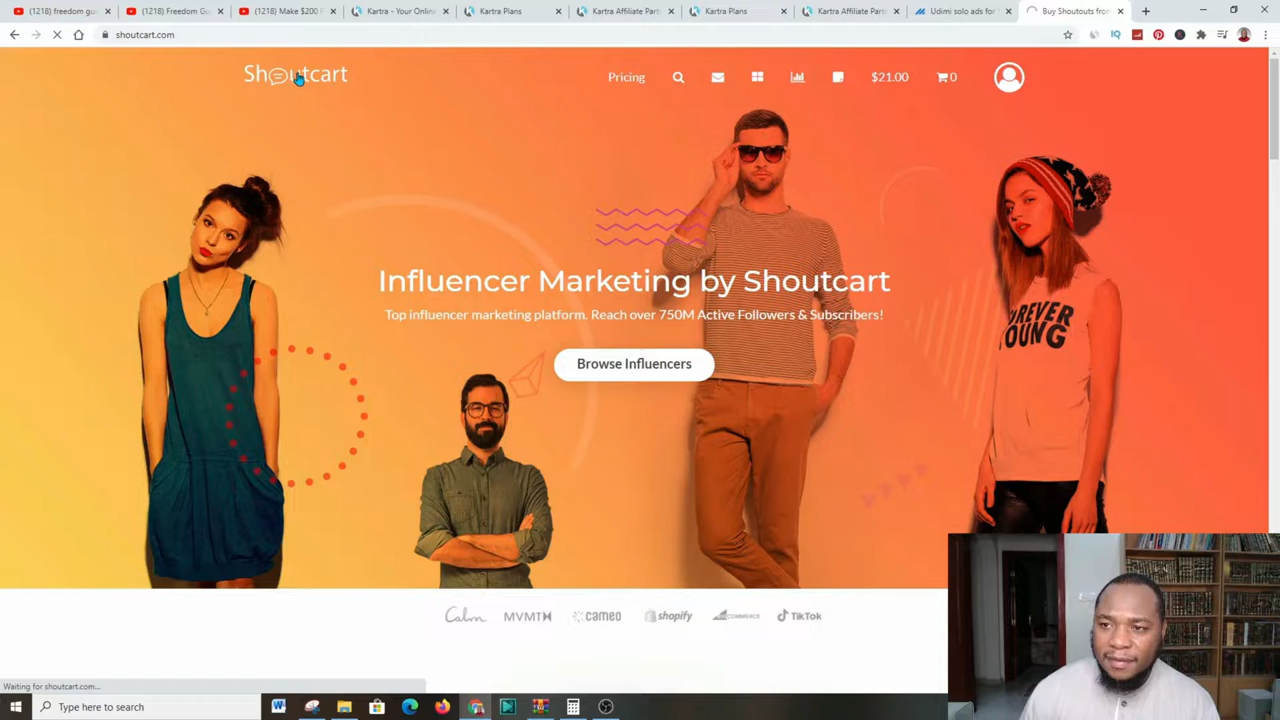 (1218) freedom gu
(1218) Freedom Gu
(1218) Make $200 F
Kartra - Your Online
Kartra Plans
Kartra Affiliate Part
Kartra Plans
Kartra Affiliate Part
Udimi solo ads for
Buy Shoutouts from
shoutcart.com
Shoutcart
Pricing
$21.00
0
Influencer Marketing by Shoutcart
Top influencer marketing platform. Reach over 750M Active Followers & Subscribers!
Browse Influencers
FOREVER
YOUNG
Calm
MVMT
cameo
shopify
COMMERCE
TikTok
Waiting for shoutcart.com...
Type here to search